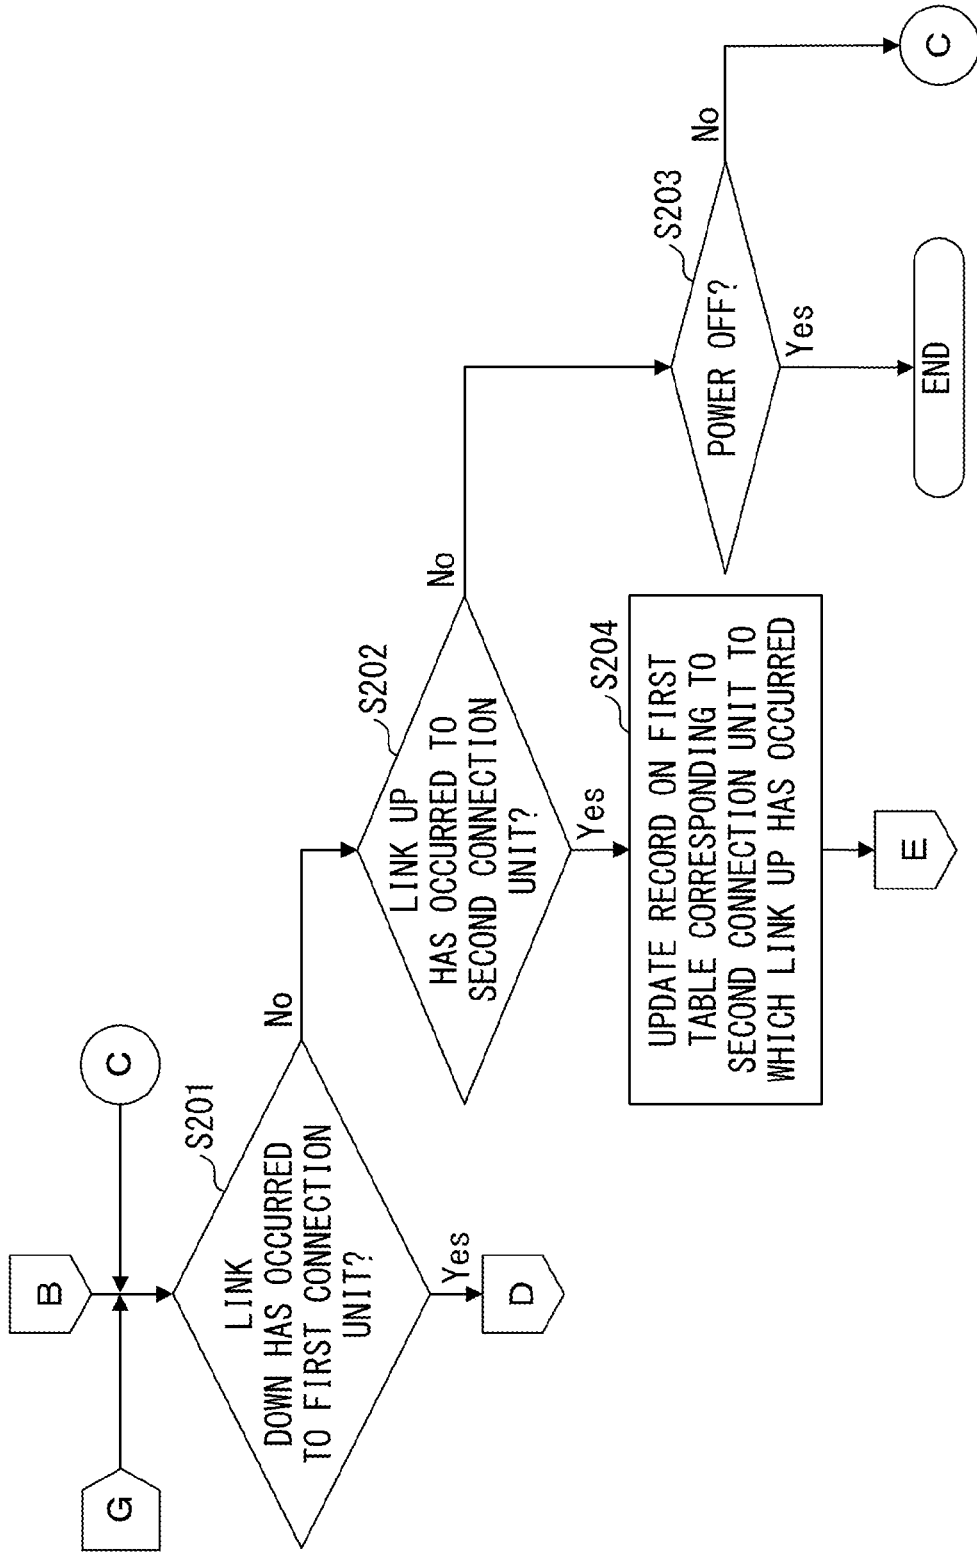 G
B
C
S201
LINK
DOWN HAS OCCURRED
TO FIRST CONNECTION
UNIT?
No
Yes
D
S202
LINK UP
HAS OCCURRED TO
SECOND CONNECTION
UNIT?
No
Yes
S204
UPDATE RECORD ON FIRST
TABLE CORRESPONDING TO
SECOND CONNECTION UNIT TO
WHICH LINK UP HAS OCCURRED
E
S203
POWER OFF?
No
Yes
END
C